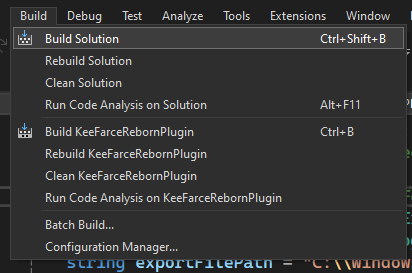 Build Debug Test Analyze Tools Extensions Window
Build Solution Ctrl+Shift+B
Rebuild Solution
Clean Solution
Run Code Analysis on Solution Alt+F11
Build KeeFarceRebornPlugin Ctrl+B
Rebuild KeeFarceRebornPlugin
Clean KeeFarceRebornPlugin
Run Code Analysis on KeeFarceRebornPlugin
Batch Build...
Configuration Manager...
string exportFilePath = "C:\\Window